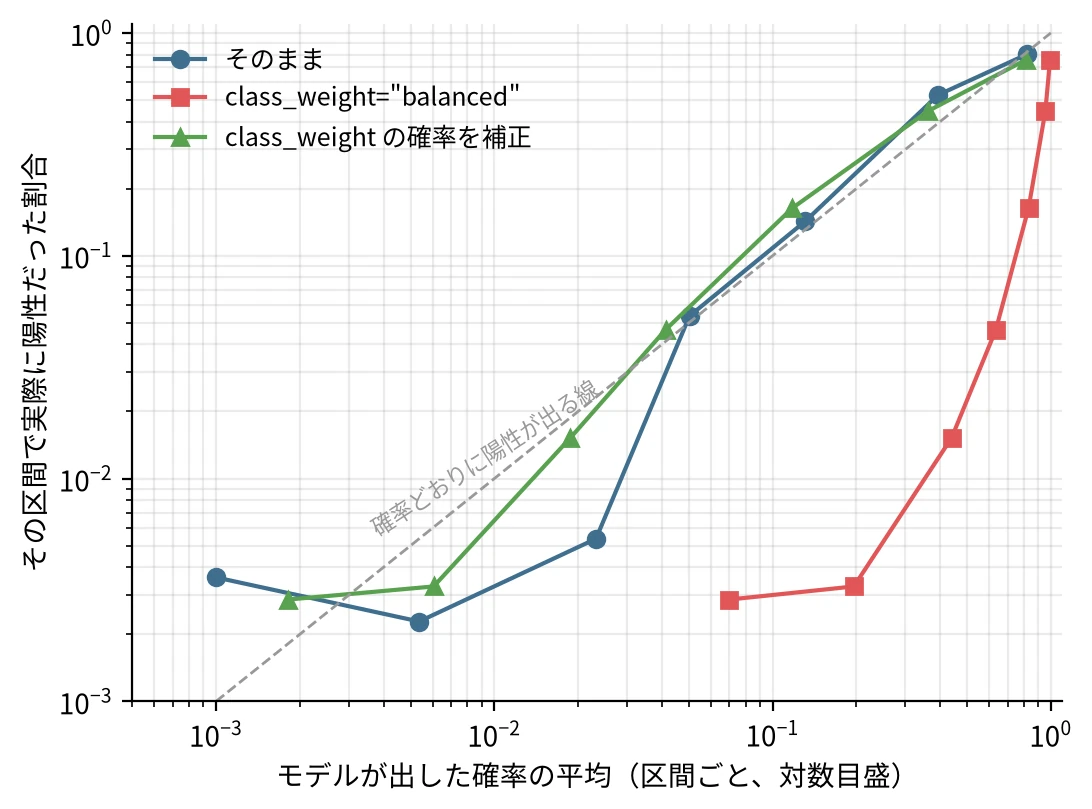 そのまま
class_weight="balanced"
class_weight の確率を補正
その区間で実際に陽性だった割合
10⁰
10⁻¹
10⁻²
10⁻³
確率どおりに陽性が出る線
10⁻³
10⁻²
10⁻¹
10⁰
モデルが出した確率の平均（区間ごと、対数目盛）